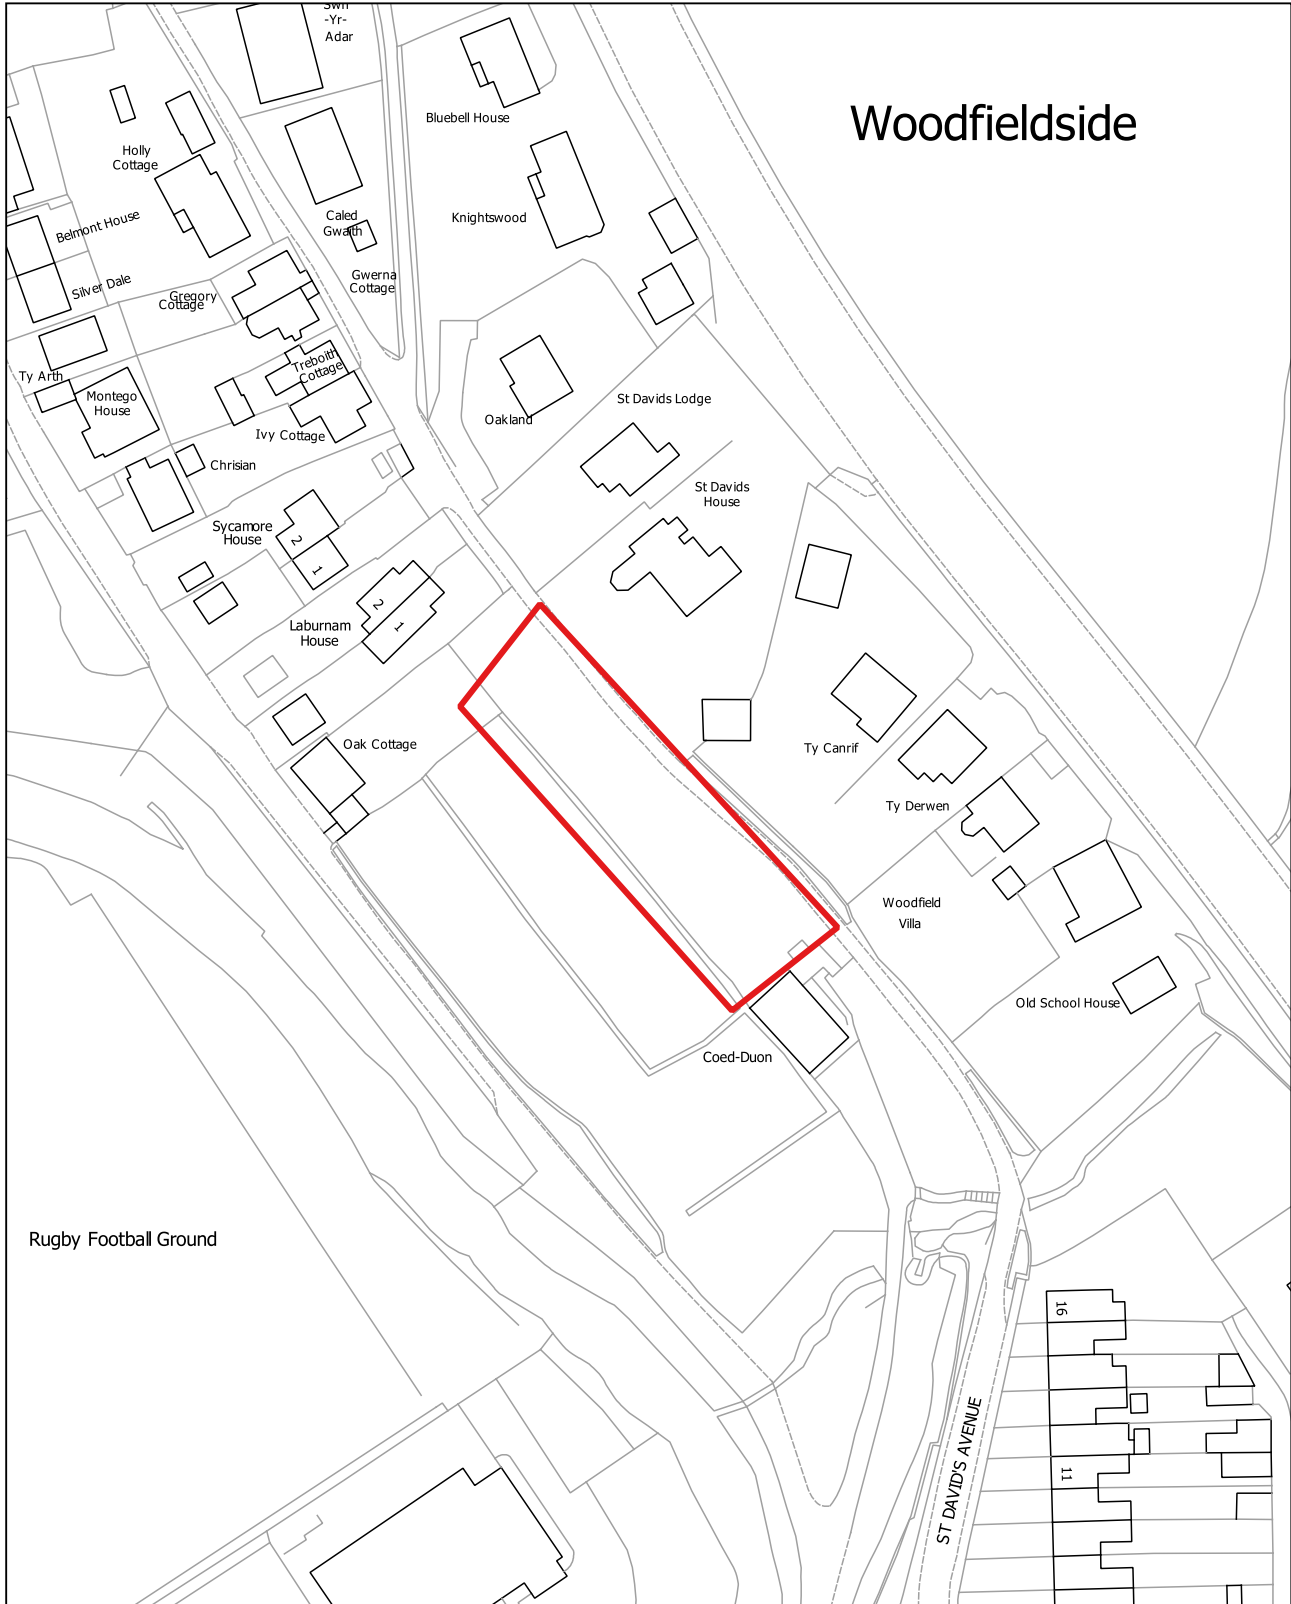 Swn
-Yr-
Adar
Bluebell House
Woodfieldside
Holly
Cottage
Belmont House
Caled
Gwaith
Knightswood
Silver Dale
Gwerna
Cottage
Gregory
Cottage
Ty Arth
Montego
House
Treboith
Cottage
Ivy Cottage
Oakland
St Davids Lodge
Chrisian
St Davids
House
Sycamore
House
2
1
Laburnam
House
2
1
Oak Cottage
Ty Canrif
Ty Derwen
Woodfield
Villa
Old School House
Coed-Duon
Rugby Football Ground
16
11
ST DAVID'S AVENUE